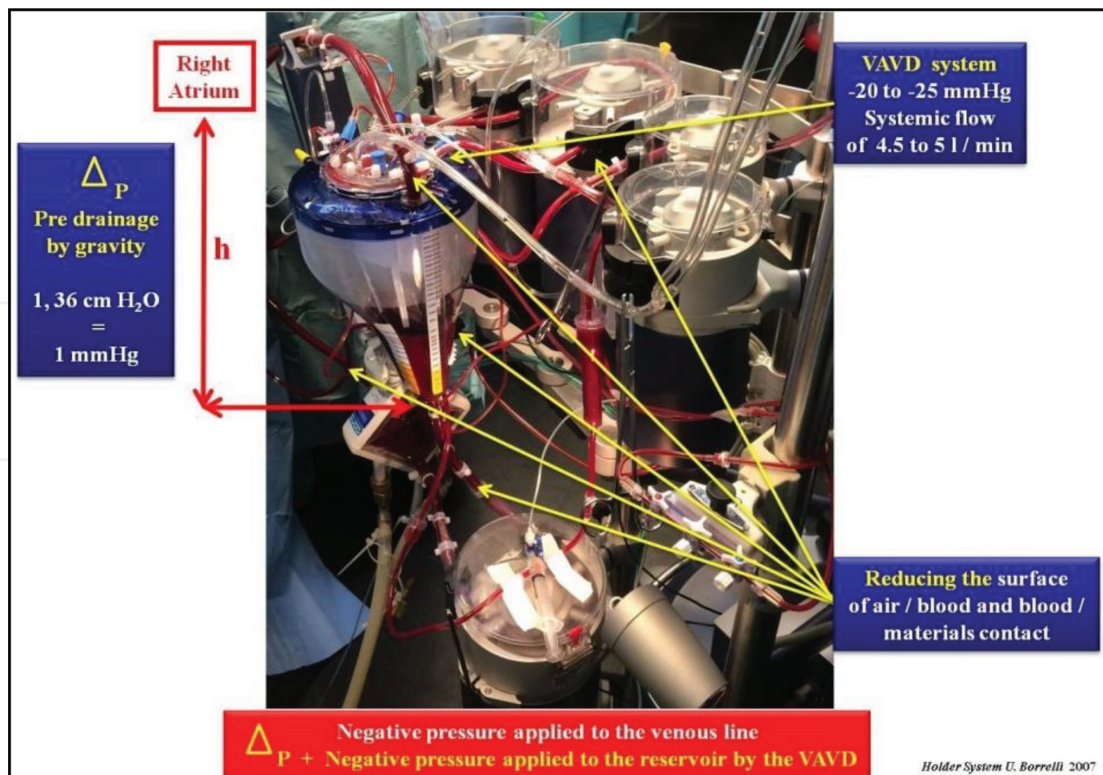 Right
Atrium
VAVD system
-20 to -25 mmHg
Systemic flow
of 4.5 to 5 l / min
Δ P
Pre drainage
by gravity
1, 36 cm H₂O
=
1 mmHg
h
Reducing the surface
of air / blood and blood /
materials contact
Negative pressure applied to the venous line
Δ P + Negative pressure applied to the reservoir by the VAVD
Holder System U. Borrelli 2007